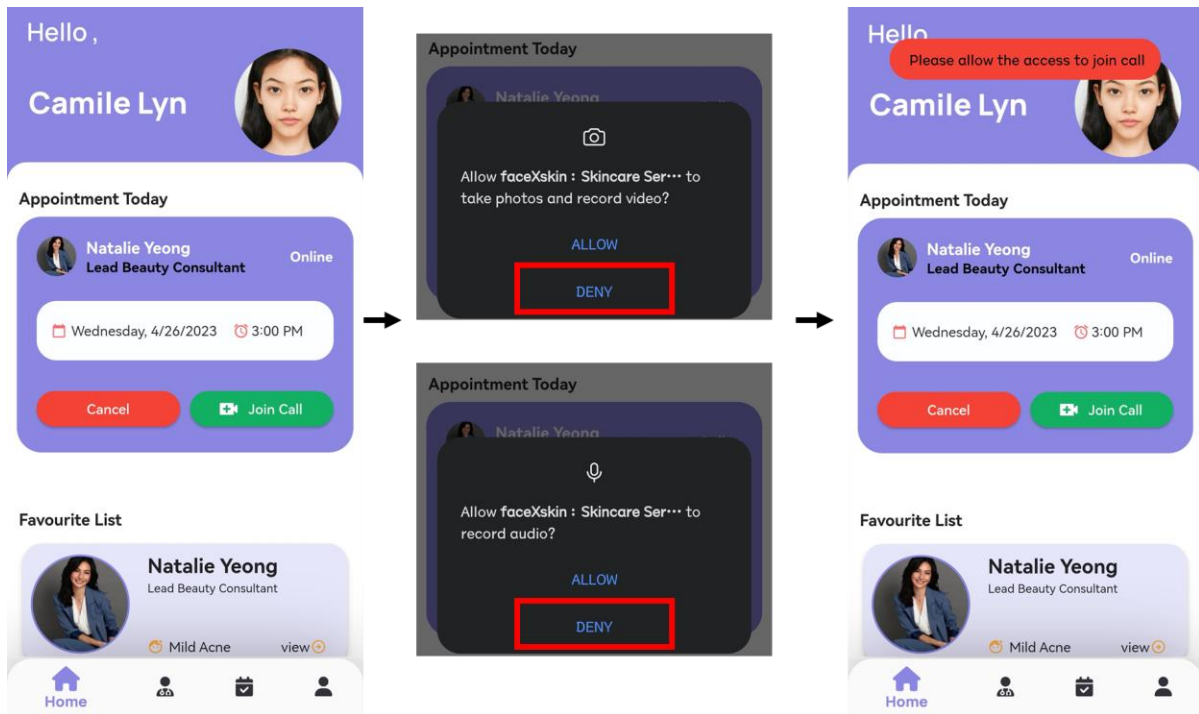 Hello ,
Camile Lyn
Appointment Today
Natalie Yeong
Lead Beauty Consultant
Online
Wednesday, 4/26/2023
3:00 PM
Cancel
Join Call
Favourite List
Natalie Yeong
Lead Beauty Consultant
Mild Acne
view
Home
Appointment Today
Natalie Yeong
Allow faceXskin : Skincare Ser··· to
take photos and record video?
ALLOW
DENY
Appointment Today
Natalie Yeong
Allow faceXskin : Skincare Ser··· to
record audio?
ALLOW
DENY
Hello
Please allow the access to join call
Camile Lyn
Appointment Today
Natalie Yeong
Lead Beauty Consultant
Online
Wednesday, 4/26/2023
3:00 PM
Cancel
Join Call
Favourite List
Natalie Yeong
Lead Beauty Consultant
Mild Acne
view
Home